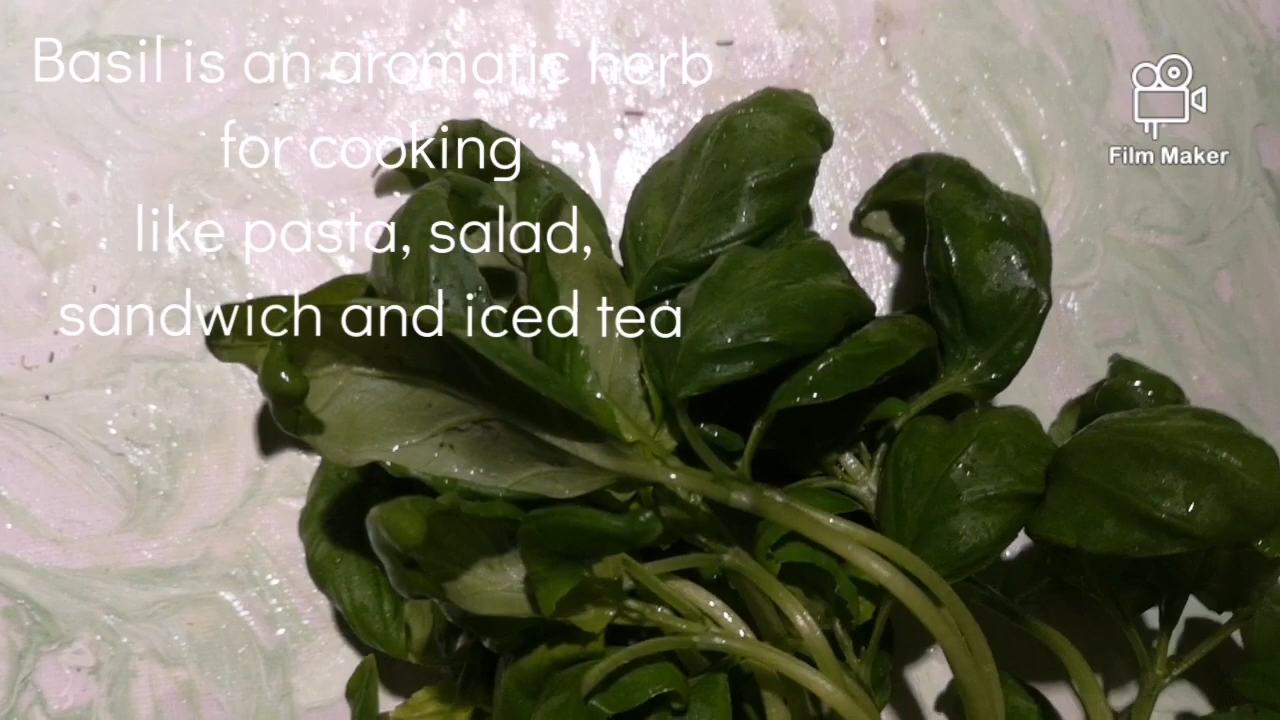 Basil is an aromatic herb
for cooking
like pasta, salad,
sandwich and iced tea
Film Maker